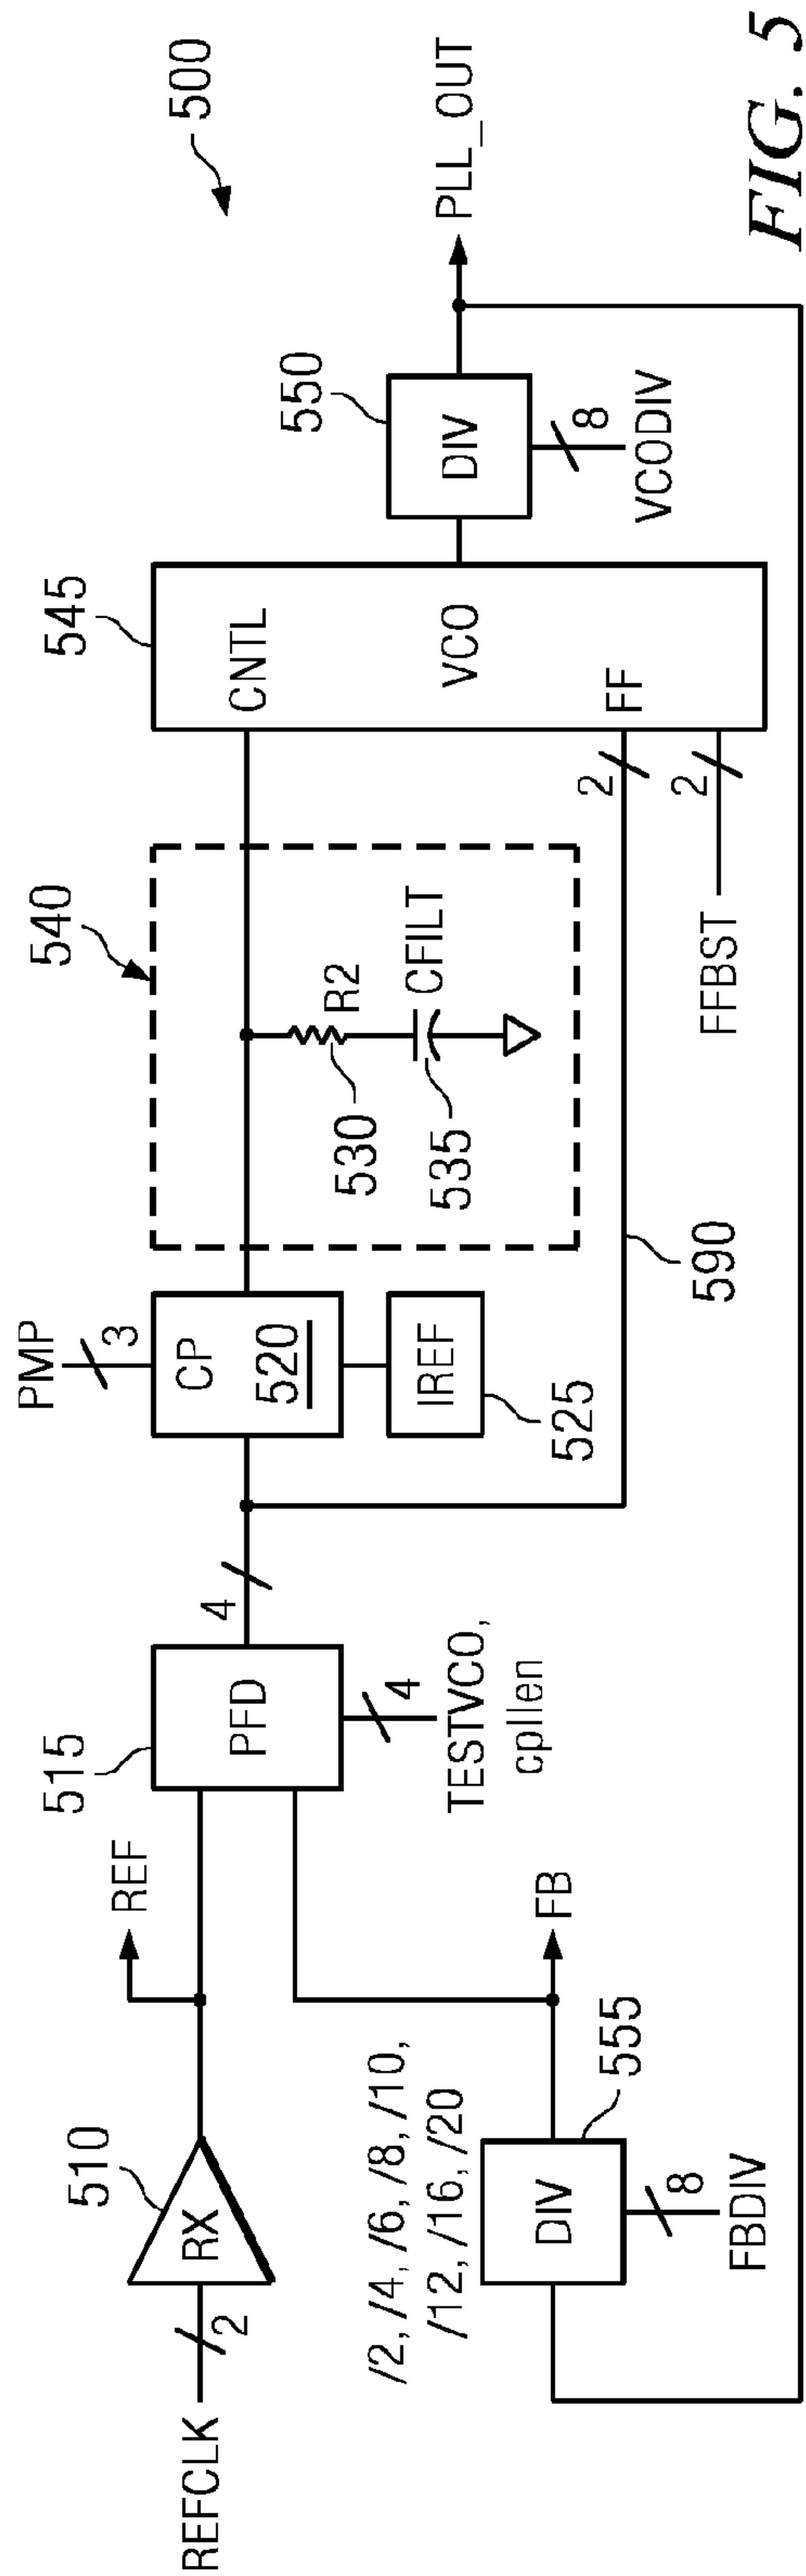 500
REFCLK
2
RX
510
REF
515
PFD
4
TESTVCO,
cpllen
4
PMP
3
CP
520
IREF
525
540
R2
530
CFILT
535
590
545
CNTL
VCO
FF
2
2
FFBST
550
DIV
8
VCODIV
PLL_OUT
/2, /4, /6, /8, /10,
/12, /16, /20
DIV
555
8
FBDIV
FB
FIG. 5